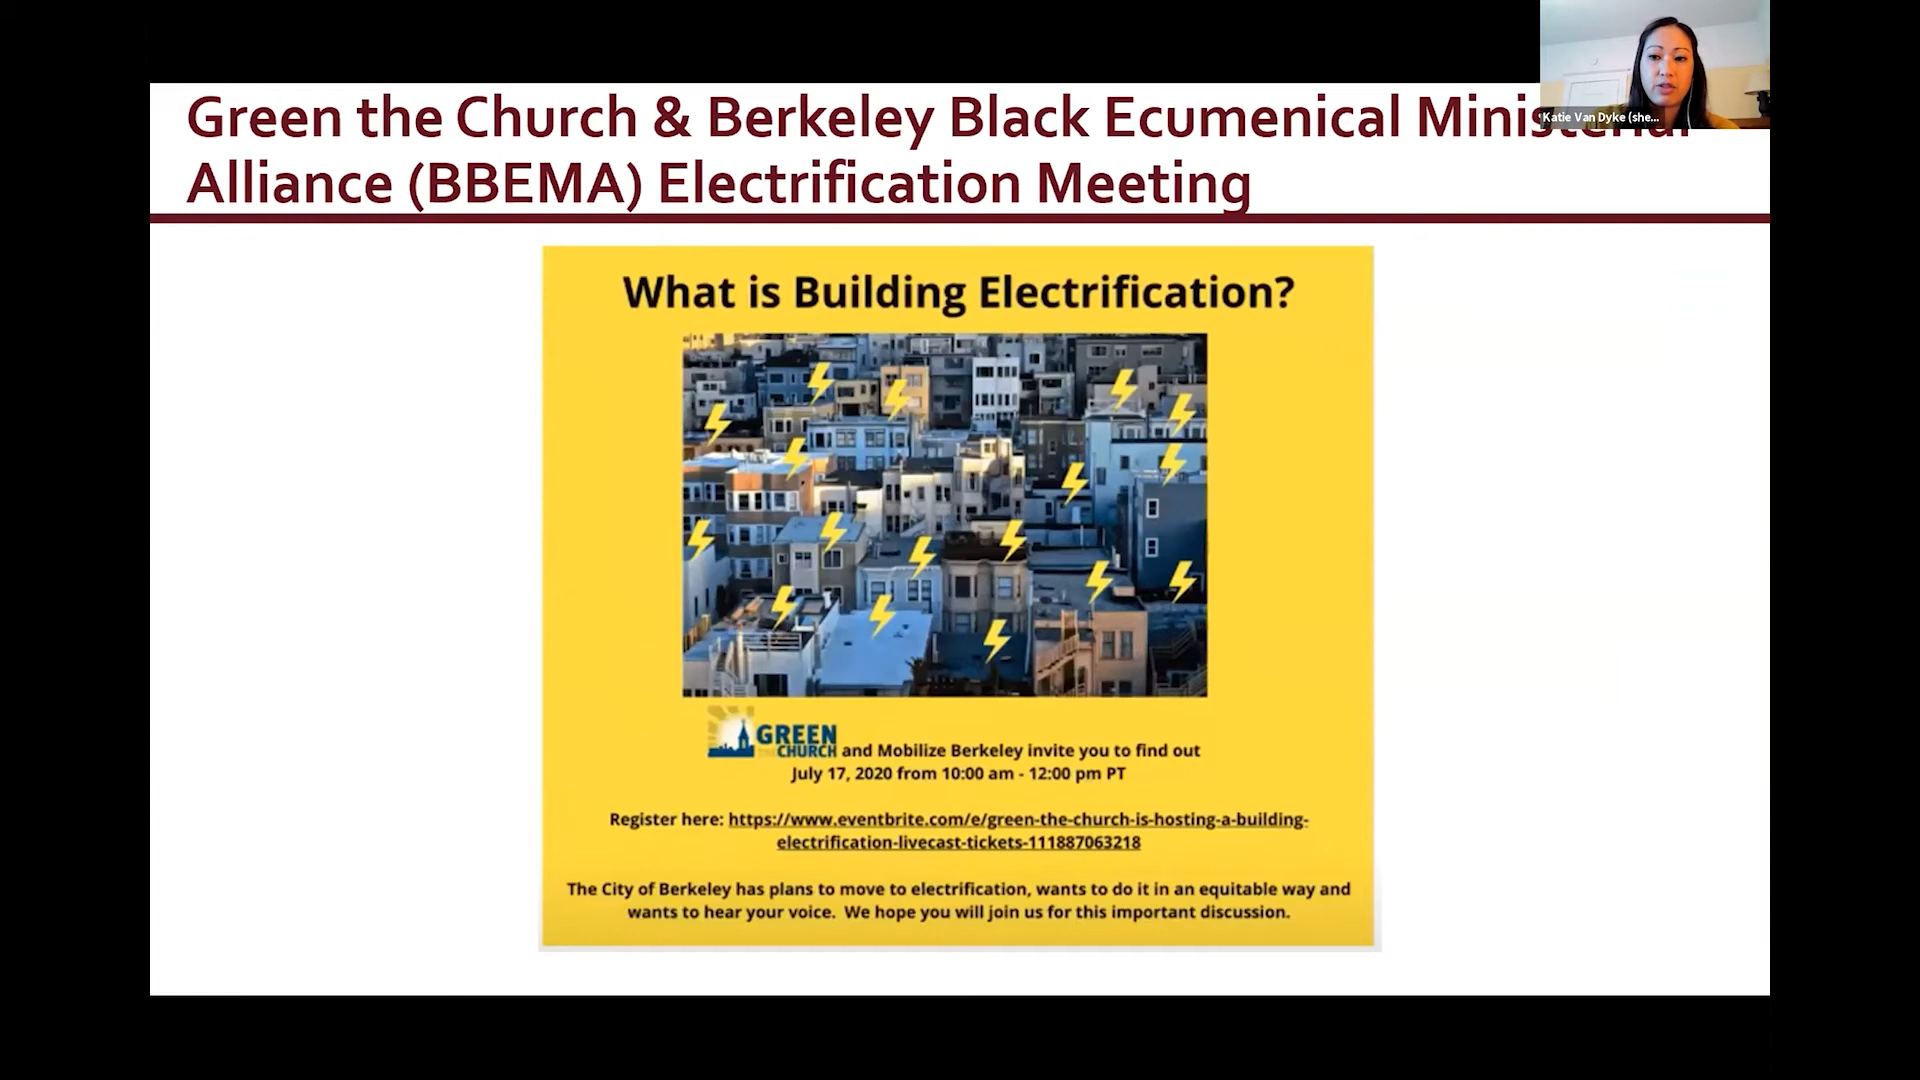 Green the Church & Berkeley Black Ecumenical Ministerial
Alliance (BBEMA) Electrification Meeting
Katie Van Dyke (she...
What is Building Electrification?
GREEN
THE CHURCH and Mobilize Berkeley invite you to find out
July 17, 2020 from 10:00 am - 12:00 pm PT
Register here: https://www.eventbrite.com/e/green-the-church-is-hosting-a-building-
electrification-livecast-tickets-111887063218
The City of Berkeley has plans to move to electrification, wants to do it in an equitable way and
wants to hear your voice. We hope you will join us for this important discussion.